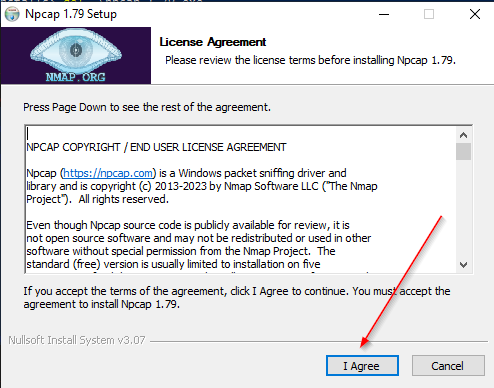 Npcap 1.79 Setup
NMAP.ORG
License Agreement
Please review the license terms before installing Npcap 1.79.
Press Page Down to see the rest of the agreement.
NPCAP COPYRIGHT / END USER LICENSE AGREEMENT
Npcap (https://npcap.com) is a Windows packet sniffing driver and
library and is copyright (c) 2013-2023 by Nmap Software LLC ("The Nmap
Project").  All rights reserved.
Even though Npcap source code is publicly available for review, it is
not open source software and may not be redistributed or used in other
software without special permission from the Nmap Project.  The
standard (free) version is usually limited to installation on five
If you accept the terms of the agreement, click I Agree to continue. You must accept the
agreement to install Npcap 1.79.
Nullsoft Install System v3.07
I Agree
Cancel